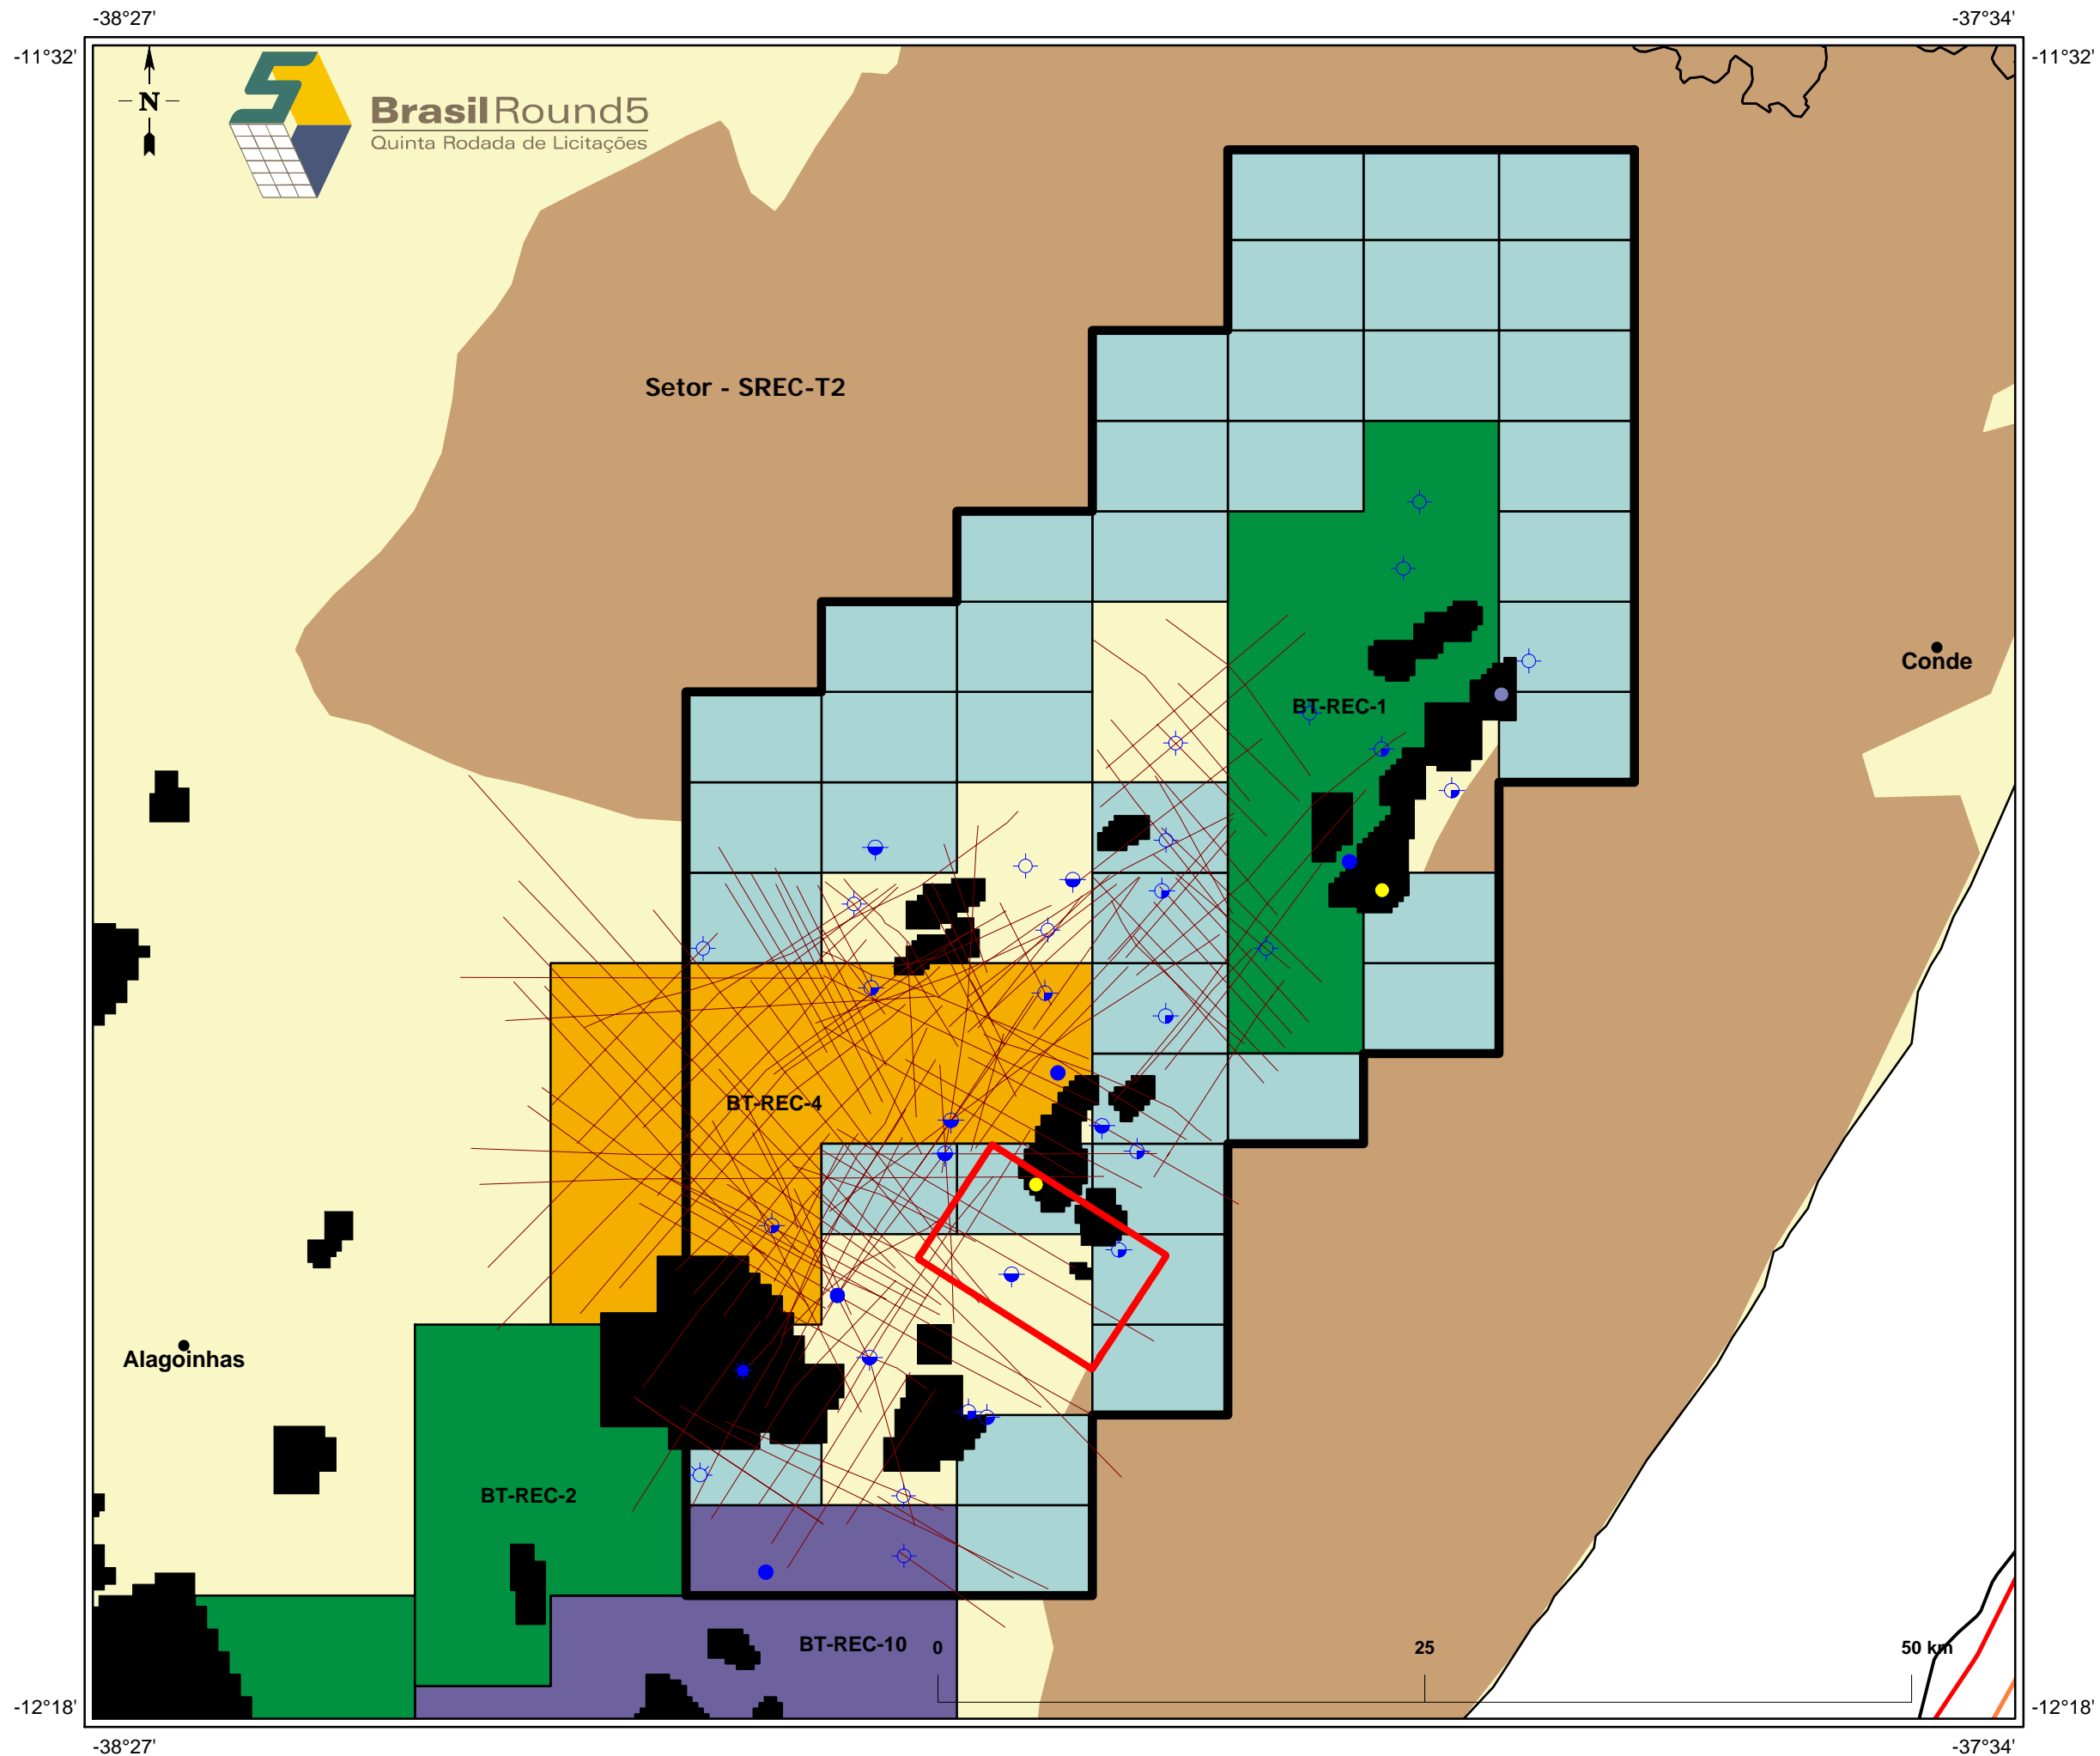 -38°27'
-37°34'
-11°32'
-11°32'
N
BrasilRound5
Quinta Rodada de Licitações
Setor - SREC-T2
Conde
BT-REC-1
BT-REC-4
Alagoinhas
BT-REC-2
BT-REC-10
0
25
50 km
-12°18'
-12°18'
-38°27'
-37°34'